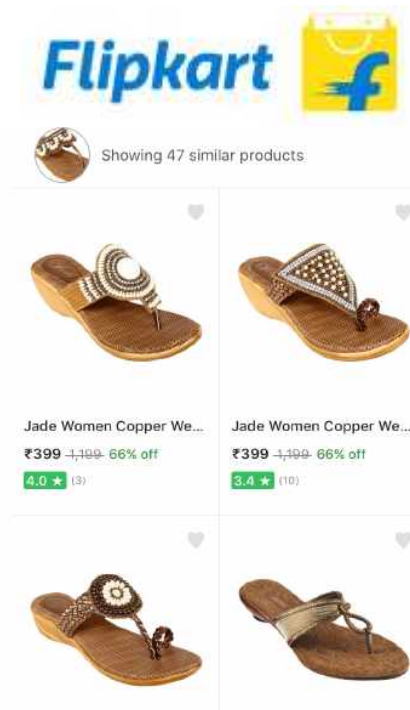 Flipkart
f
Showing 47 similar products
Jade Women Copper We...
₹399 1,199 66% off
4.0 ★ (3)
Jade Women Copper We...
₹399 1,199 66% off
3.4 ★ (10)